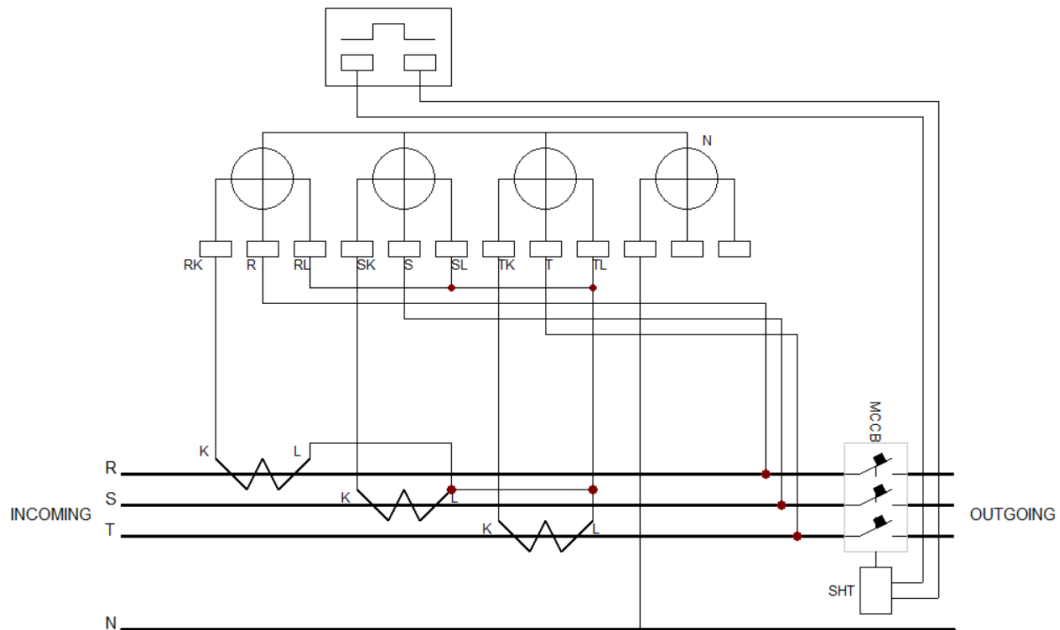 N
RK R RL SK S SL TK T TL
MCCB
K L
R
K L
S
INCOMING OUTGOING
K L
T
SHT
N